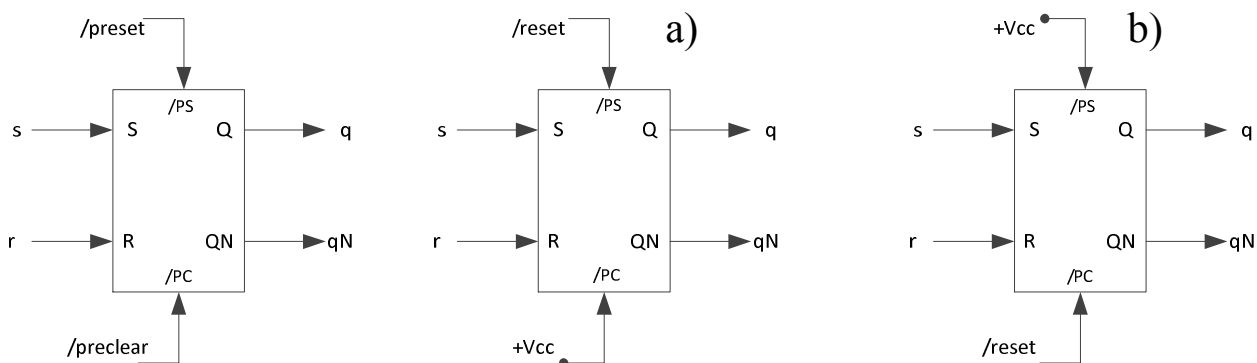 /preset
/PS
s
S
Q
q
r
R
QN
qN
/PC
/preclear
a)
/reset
/PS
s
S
Q
q
r
R
QN
qN
/PC
+Vcc
b)
+Vcc
/PS
s
S
Q
q
r
R
QN
qN
/PC
/reset